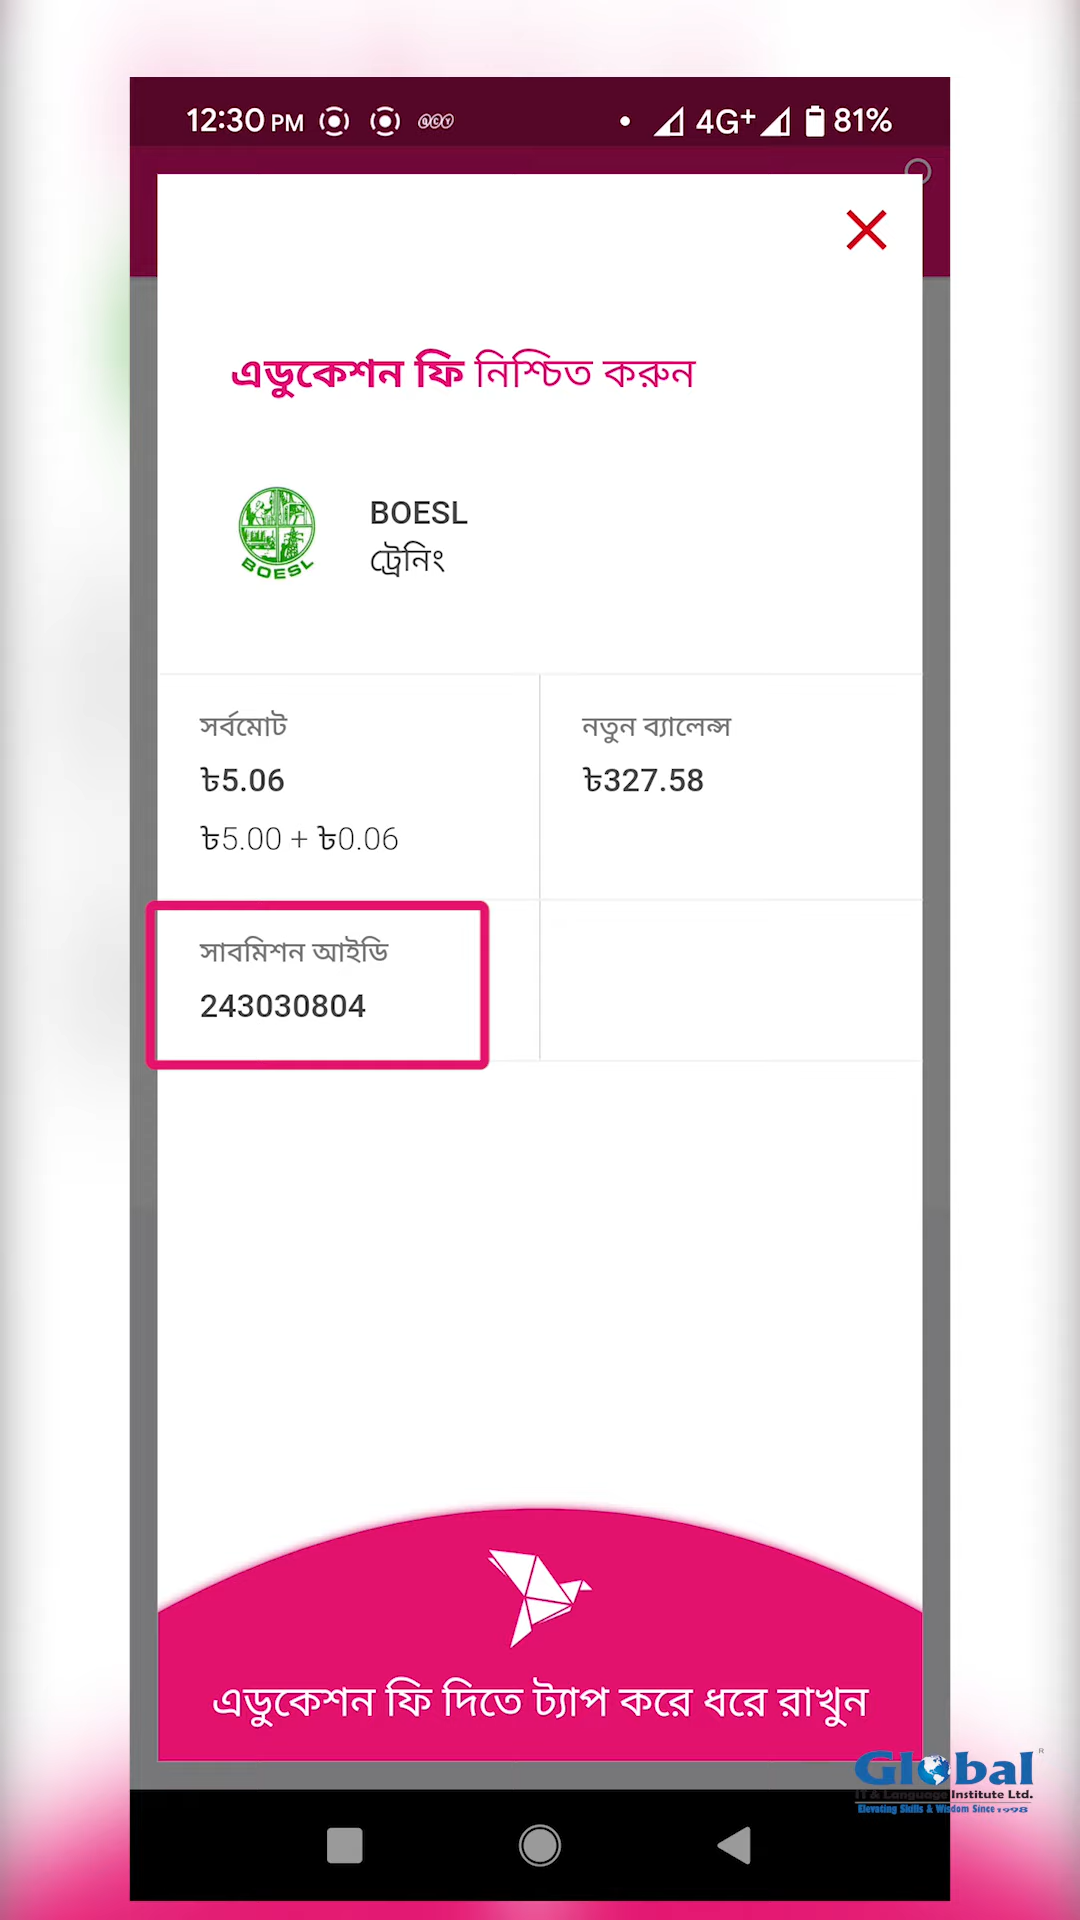 12:30 PM 4G+ 81%
এডুকেশন ফি নিশ্চিত করুন
BOESL
BOESL
ট্রেনিং
সর্বমোট
৳5.06
৳5.00 + ৳0.06
নতুন ব্যালেন্স
৳327.58
সাবমিশন আইডি
243030804
এডুকেশন ফি দিতে ট্যাপ করে ধরে রাখুন
Global
IT & Language Institute Ltd.
Elevating Skills & Wisdom Since 1998